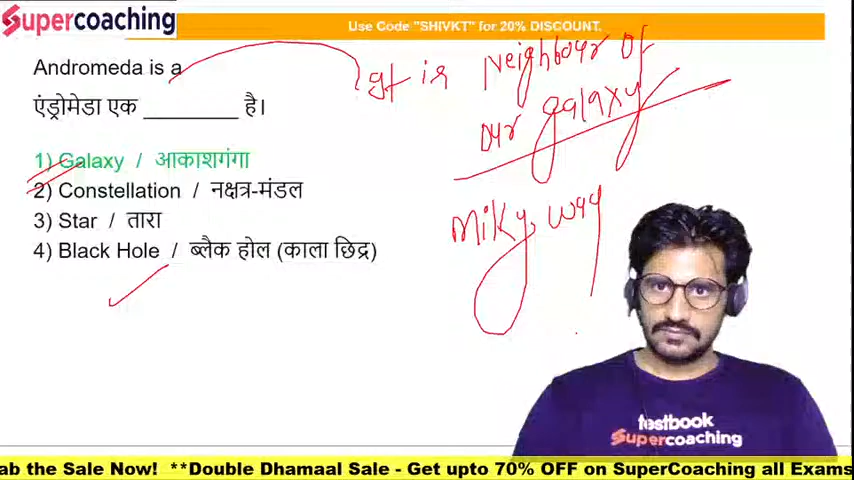 Supercoaching
Use Code "SHIVKT" for 20% DISCOUNT.
Andromeda is a
एंड्रोमेडा एक ________ है।
1) Galaxy / आकाशगंगा
2) Constellation / नक्षत्र-मंडल
3) Star / तारा
4) Black Hole / ब्लैक होल (काला छिद्र)
It is Neighbour Of
our galaxy
Miky way
testbook
Supercoaching
ab the Sale Now! **Double Dhamaal Sale - Get upto 70% OFF on SuperCoaching all Exams